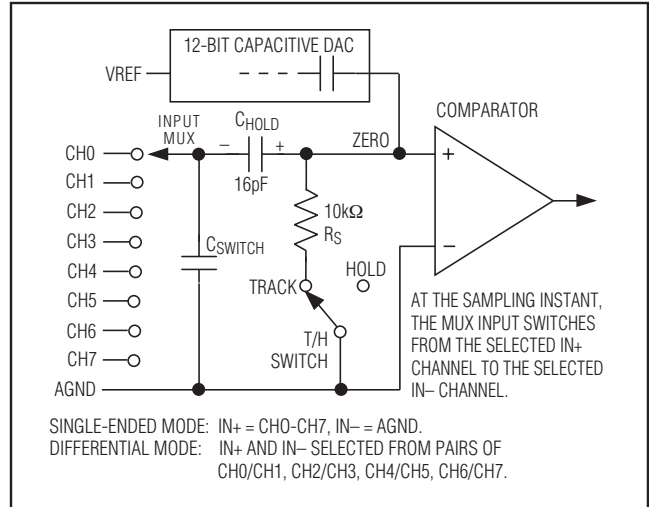 12-BIT CAPACITIVE DAC
VREF
COMPARATOR
INPUT
MUX
CHOLD
ZERO
− +
16pF
+
CH0
CH1
CH2
CH3
CH4
CH5
CH6
CH7
AGND
CSWITCH
10kΩ
RS
TRACK
HOLD
T/H
SWITCH
−
AT THE SAMPLING INSTANT,
THE MUX INPUT SWITCHES
FROM THE SELECTED IN+
CHANNEL TO THE SELECTED
IN− CHANNEL.
SINGLE-ENDED MODE: IN+ = CHO-CH7, IN− = AGND.
DIFFERENTIAL MODE: IN+ AND IN− SELECTED FROM PAIRS OF
CH0/CH1, CH2/CH3, CH4/CH5, CH6/CH7.